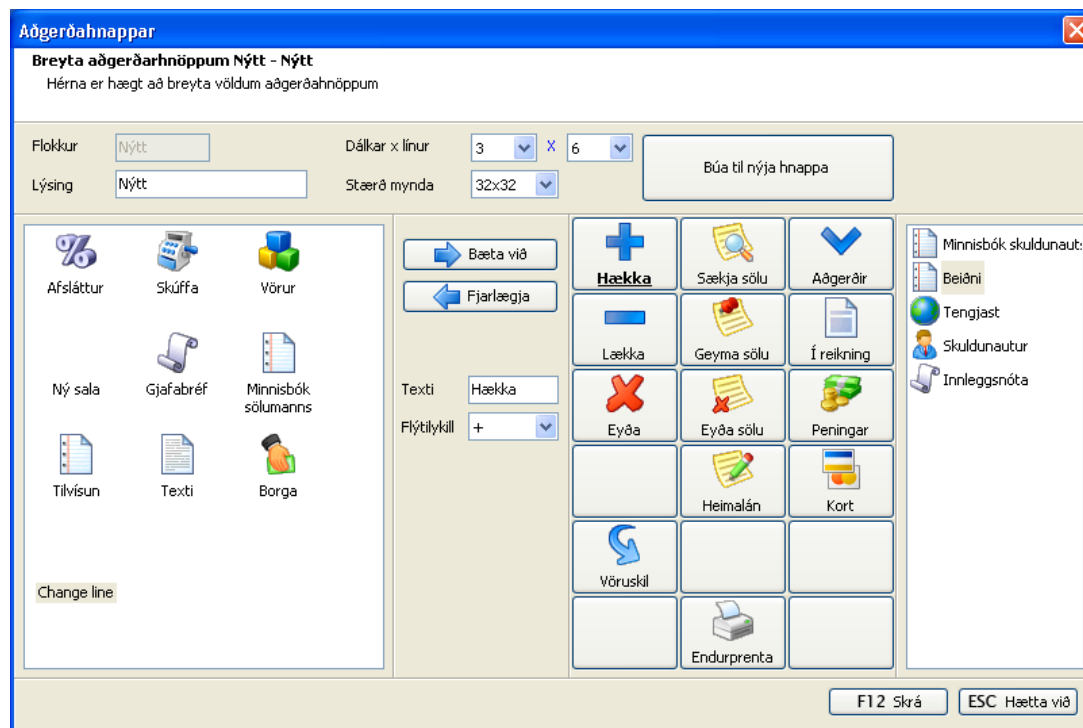 Aðgerðahnappar
Breyta aðgerðarhnöppum Nýtt - Nýtt
Hérna er hægt að breyta völdum aðgerðahnöppum
Flokkur Nýtt Dálkar x línur 3 X 6 Búa til nýja hnappa
Lýsing Nýtt Stærð mynda 32x32
Afsláttur Skúffa Vörur
Ný sala Gjafabréf Minnisbók
sölumanns
Tilvísun Texti Borga
Change line
Bæta við
Fjarlægja
Texti Hækka
Flýtilykill +
Hækka Sækja sölu Aðgerðir
Lækka Geyma sölu Í reikning
Eyða Eyða sölu Peningar
Heimalán Kort
Vöruskil
Endurprenta
Minnisbók skuldunauts
Beiðni
Tengjast
Skuldunautur
Innleggsnóta
F12 Skrá ESC Hætta við